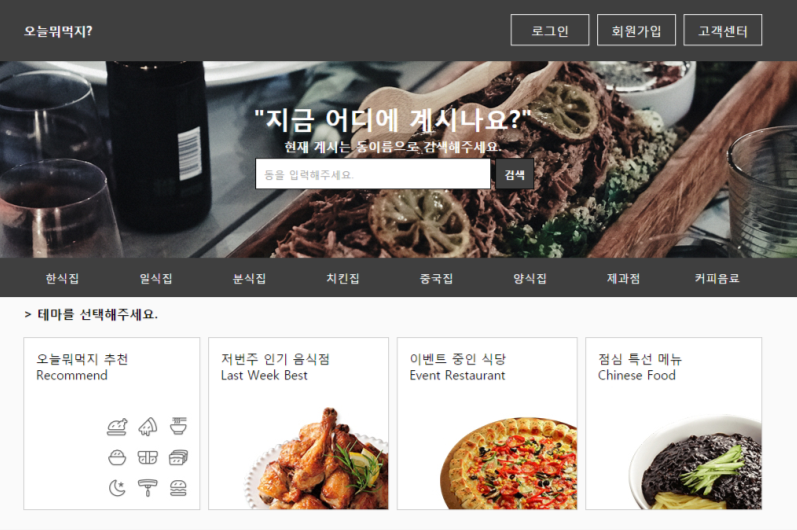 오늘뭐먹지?
로그인
회원가입
고객센터
"지금 어디에 계시나요?"
현재 계시는 동이름으로 검색해주세요.
동을 입력해주세요.
검색
한식집
일식집
분식집
치킨집
중국집
양식집
제과점
커피음료
> 테마를 선택해주세요.
오늘뭐먹지 추천
Recommend
저번주 인기 음식점
Last Week Best
이벤트 중인 식당
Event Restaurant
점심 특선 메뉴
Chinese Food